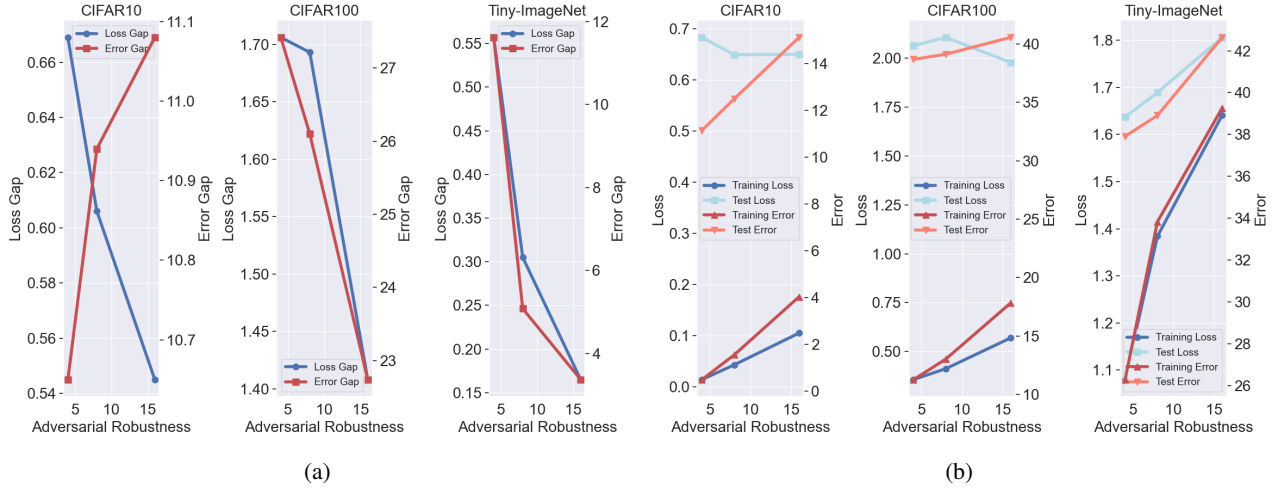 CIFAR10
Loss Gap
Error Gap
0.66
0.64
0.62
0.60
0.58
0.56
0.54
Loss Gap
11.1
11.0
10.9
10.8
10.7
Error Gap
5
10
15
Adversarial Robustness
CIFAR100
1.70
1.65
1.60
1.55
1.50
1.45
1.40
Loss Gap
27
26
25
24
23
Error Gap
Loss Gap
Error Gap
5
10
15
Adversarial Robustness
Tiny-ImageNet
Loss Gap
Error Gap
0.55
0.50
0.45
0.40
0.35
0.30
0.25
0.20
0.15
Loss Gap
12
10
8
6
4
Error Gap
5
10
15
Adversarial Robustness
(a)
CIFAR10
0.7
0.6
0.5
0.4
0.3
0.2
0.1
0.0
Loss
14
12
10
8
6
4
2
0
Error
Training Loss
Test Loss
Training Error
Test Error
5
10
15
Adversarial Robustness
CIFAR100
2.00
1.75
1.50
1.25
1.00
0.75
0.50
Loss
40
35
30
25
20
15
10
Error
Training Loss
Test Loss
Training Error
Test Error
5
10
15
Adversarial Robustness
Tiny-ImageNet
1.8
1.7
1.6
1.5
1.4
1.3
1.2
1.1
Loss
42
40
38
36
34
32
30
28
26
Error
Training Loss
Test Loss
Training Error
Test Error
5
10
15
Adversarial Robustness
(b)